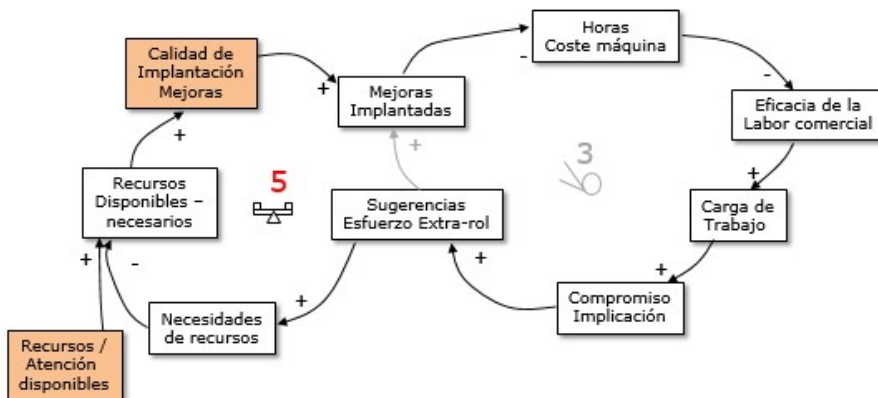 Horas
Coste máquina
-
-
Calidad de
Implantación
Mejoras
+
Mejoras
Implantadas
Eficacia de la
Labor comercial
+
+
3
+
Recursos
Disponibles –
necesarios
5
Sugerencias
Esfuerzo Extra-rol
Carga de
Trabajo
+
-
+
+
+
Necesidades
de recursos
Compromiso
Implicación
Recursos /
Atención
disponibles